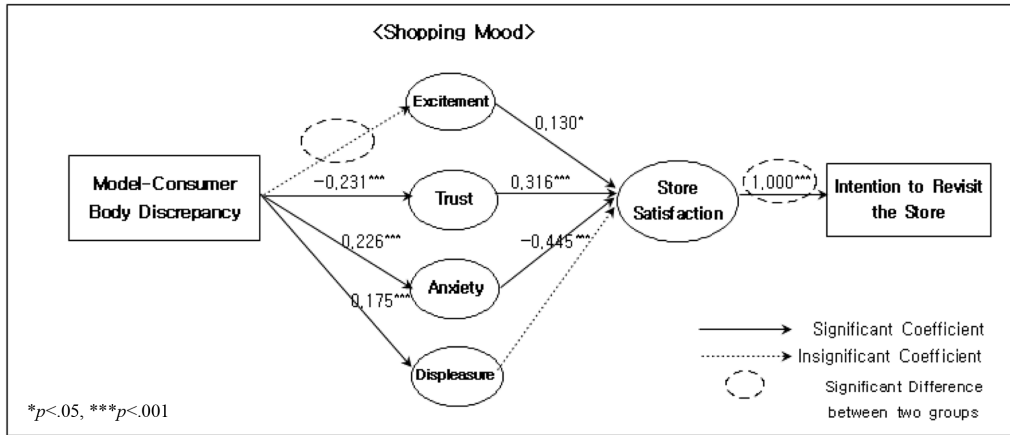 <Shopping Mood>
Excitement
0,130*
Model-Consumer
Body Discrepancy
-0,231***
Trust
0,316***
Store
Satisfaction
1,000***
Intention to Revisit
the Store
0,226***
-0,445***
Anxiety
0,175***
Displeasure
Significant Coefficient
Insignificant Coefficient
Significant Difference
between two groups
*p<.05, ***p<.001